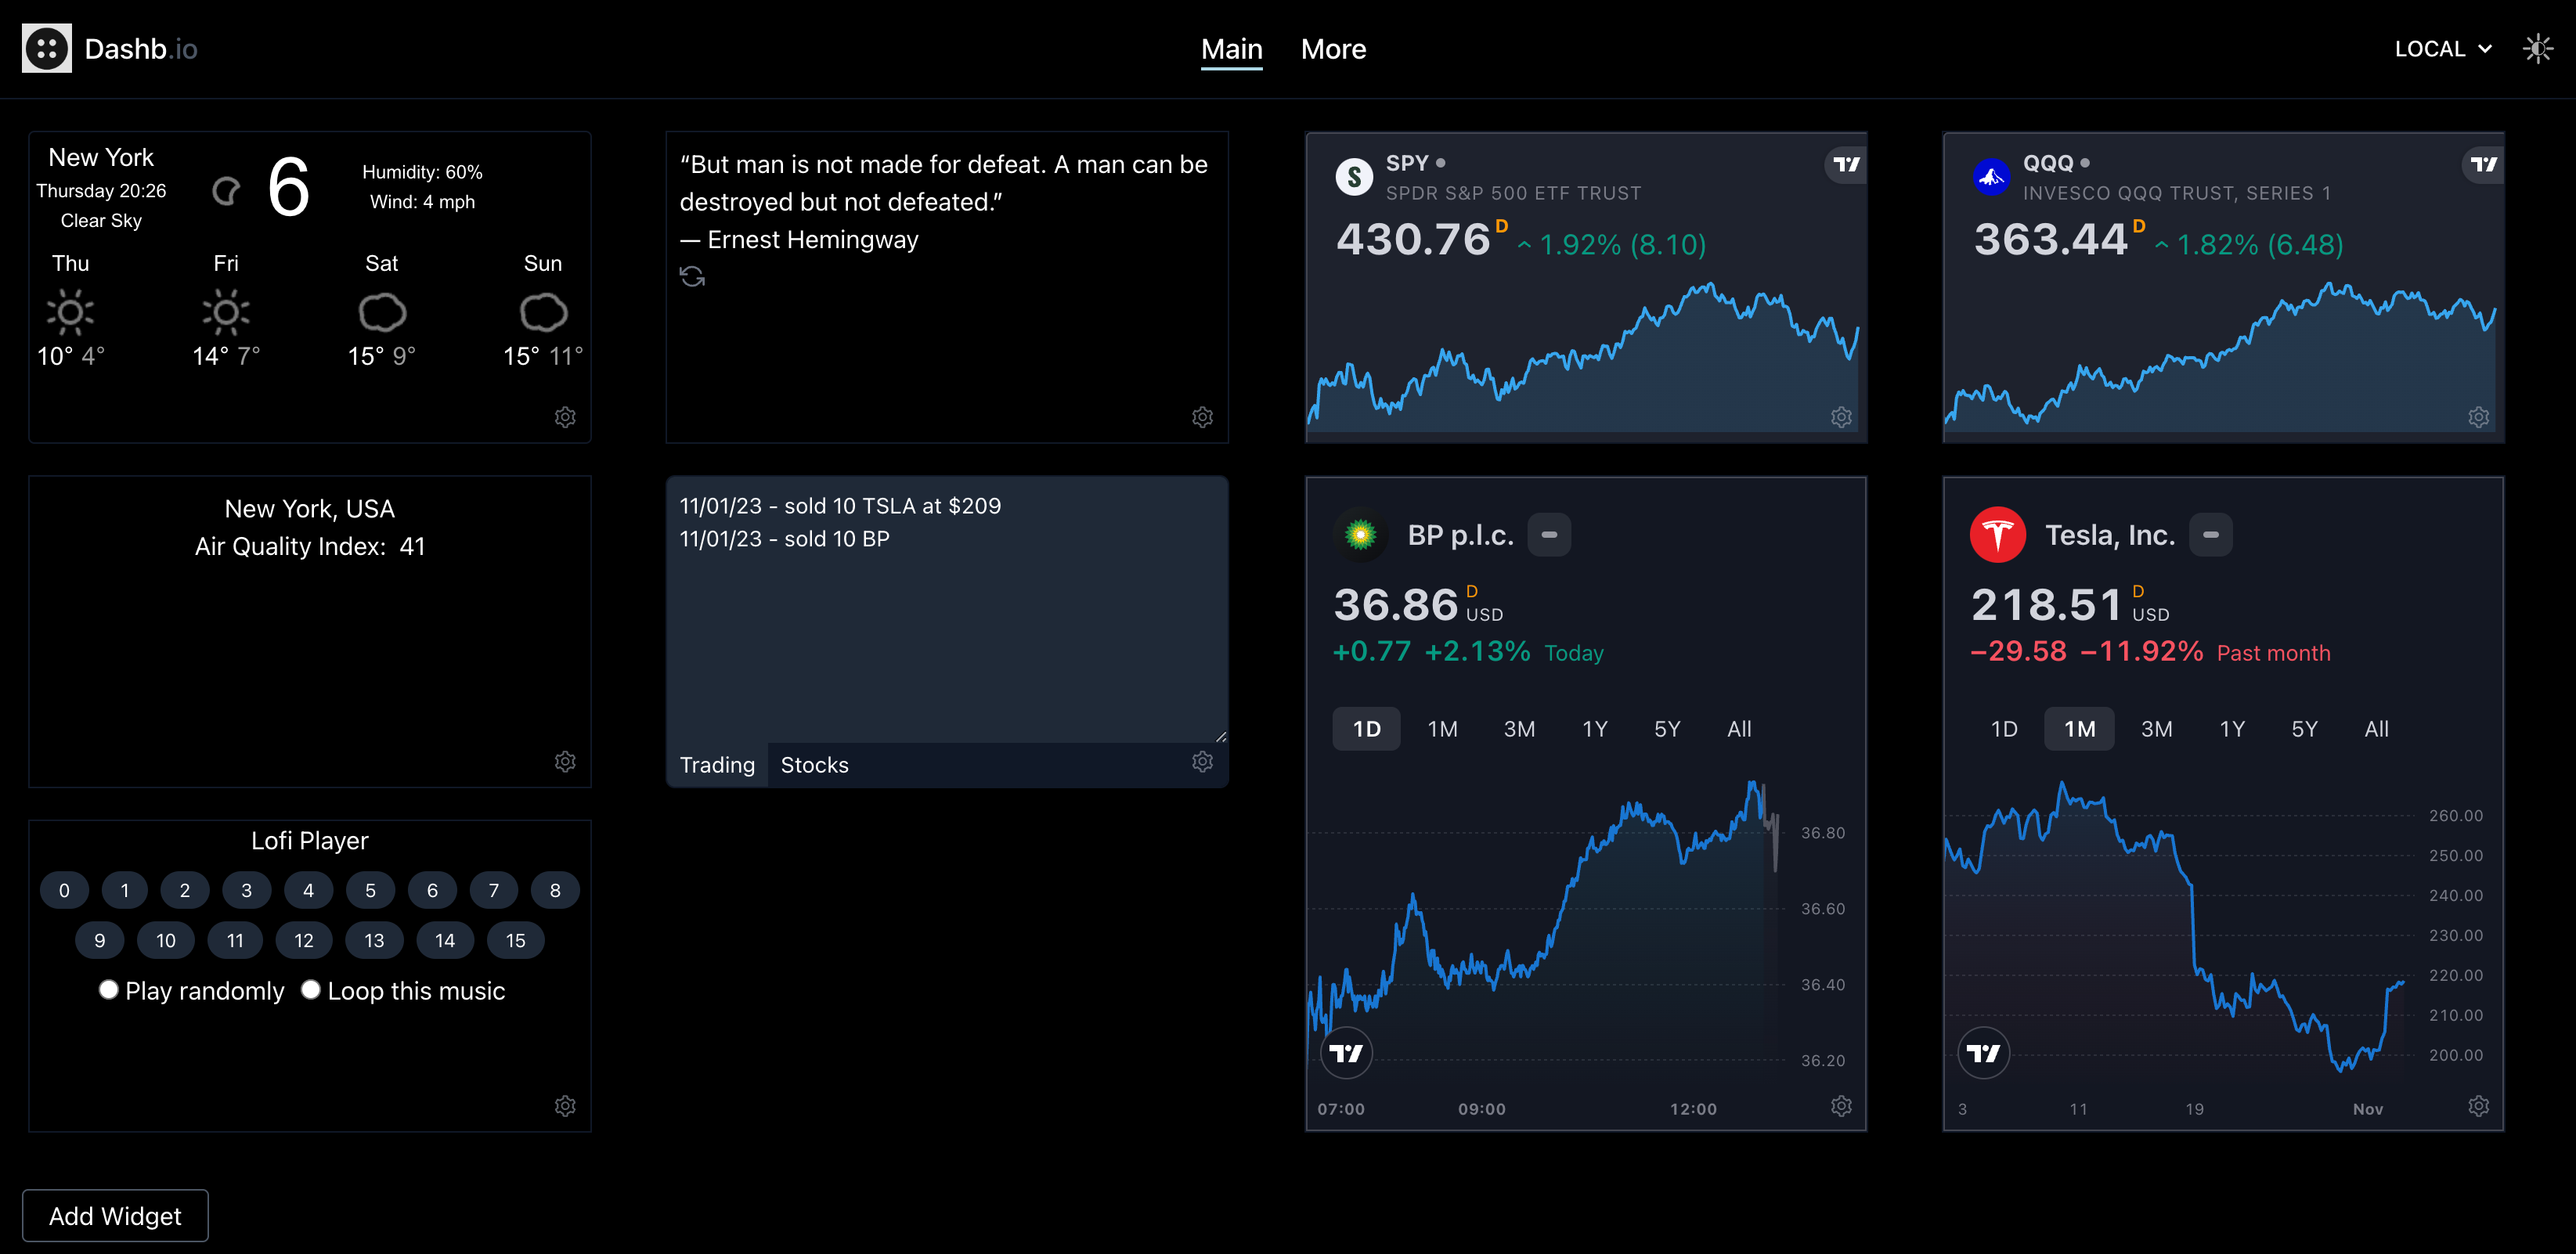 Dashb.io
Main More
LOCAL
New York
Thursday 20:26
Clear Sky
6
Humidity: 60%
Wind: 4 mph
Thu Fri Sat Sun
10° 4° 14° 7° 15° 9° 15° 11°
“But man is not made for defeat. A man can be
destroyed but not defeated.”
— Ernest Hemingway
S
SPY
SPDR S&P 500 ETF TRUST
430.76 D 1.92% (8.10)
QQQ
INVESCO QQQ TRUST, SERIES 1
363.44 D 1.82% (6.48)
New York, USA
Air Quality Index: 41
11/01/23 - sold 10 TSLA at $209
11/01/23 - sold 10 BP
Trading Stocks
BP p.l.c.
36.86 D USD
+0.77 +2.13% Today
1D 1M 3M 1Y 5Y All
36.80
36.60
36.40
36.20
07:00 09:00 12:00
Tesla, Inc.
218.51 D USD
−29.58 −11.92% Past month
1D 1M 3M 1Y 5Y All
260.00
250.00
240.00
230.00
220.00
210.00
200.00
3 11 19 Nov
Lofi Player
0 1 2 3 4 5 6 7 8
9 10 11 12 13 14 15
Play randomly Loop this music
Add Widget